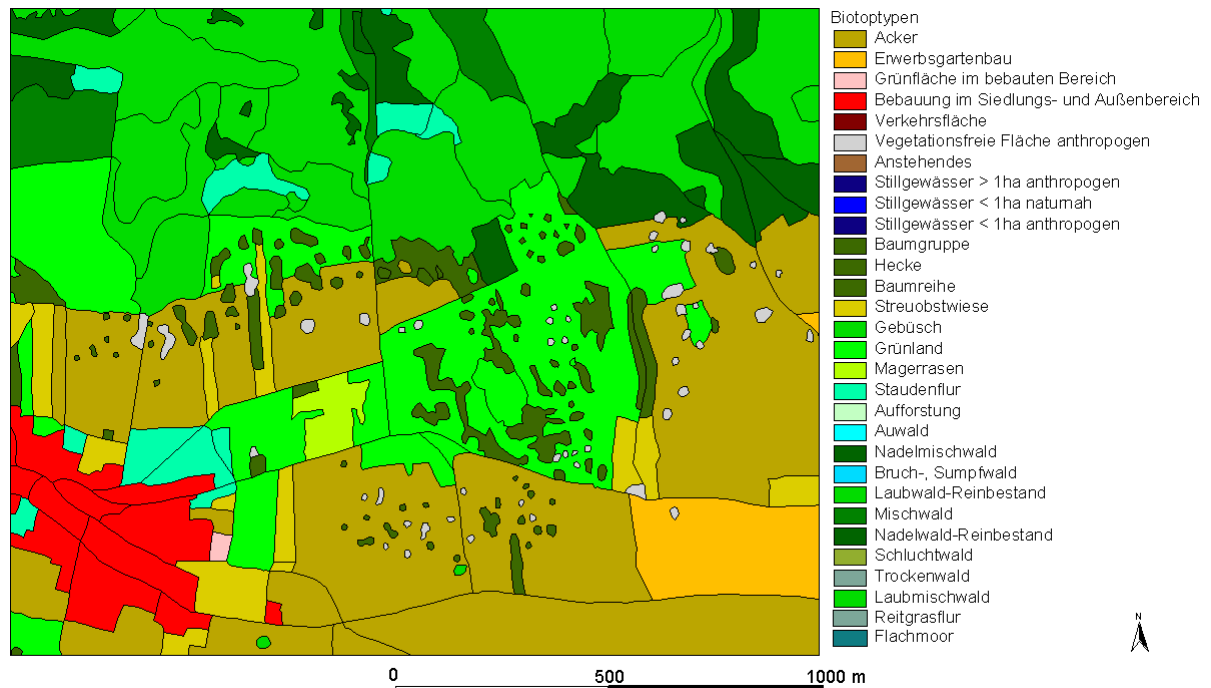 Biotoptypen
Acker
Erwerbsgartenbau
Grünfläche im bebauten Bereich
Bebauung im Siedlungs- und Außenbereich
Verkehrsfläche
Vegetationsfreie Fläche anthropogen
Anstehendes
Stillgewässer > 1ha anthropogen
Stillgewässer < 1ha naturnah
Stillgewässer < 1ha anthropogen
Baumgruppe
Hecke
Baumreihe
Streuobstwiese
Gebüsch
Grünland
Magerrasen
Staudenflur
Aufforstung
Auwald
Nadelmischwald
Bruch-, Sumpfwald
Laubwald-Reinbestand
Mischwald
Nadelwald-Reinbestand
Schluchtwald
Trockenwald
Laubmischwald
Reitgrasflur
Flachmoor
N
0 500 1000 m